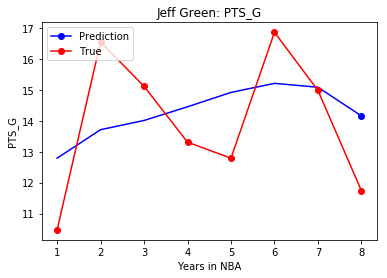 Jeff Green: PTS_G
Prediction
True
17
16
15
14
13
12
11
PTS_G
1 2 3 4 5 6 7 8
Years in NBA